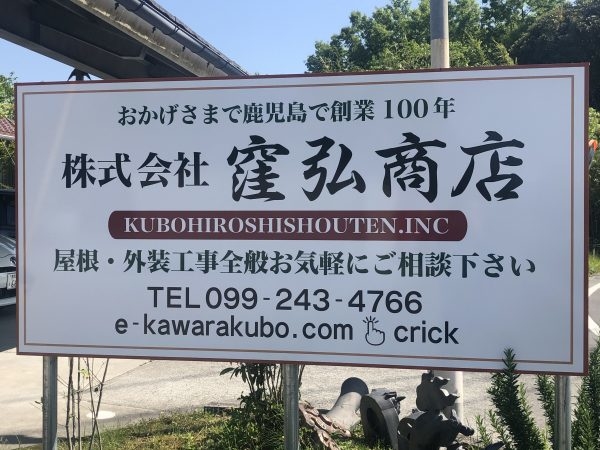 おかげさまで鹿児島で創業100年
株式会社 窪弘商店
KUBOHIROSHISHOUTEN.INC
屋根・外装工事全般お気軽にご相談下さい
TEL 099-243-4766
e-kawarakubo.com crick